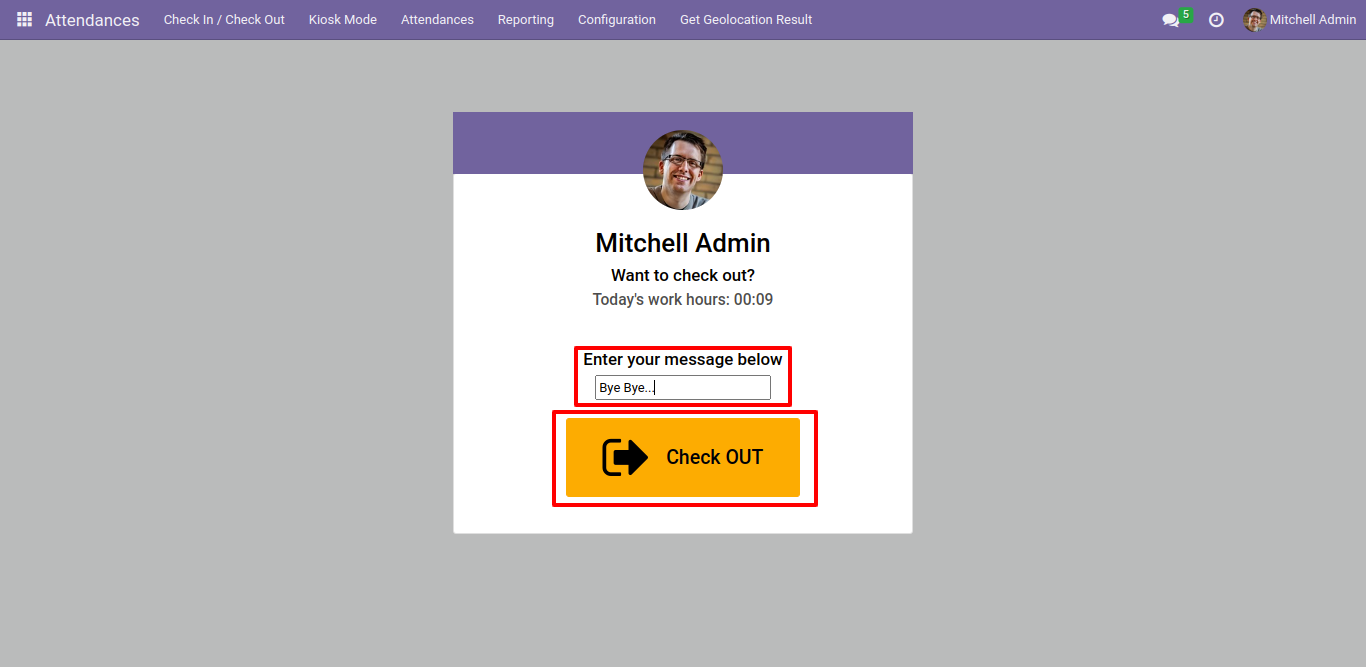 Attendances Check In / Check Out Kiosk Mode Attendances Reporting Configuration Get Geolocation Result 5 Mitchell Admin
Mitchell Admin
Want to check out?
Today's work hours: 00:09
Enter your message below
Bye Bye...
Check OUT